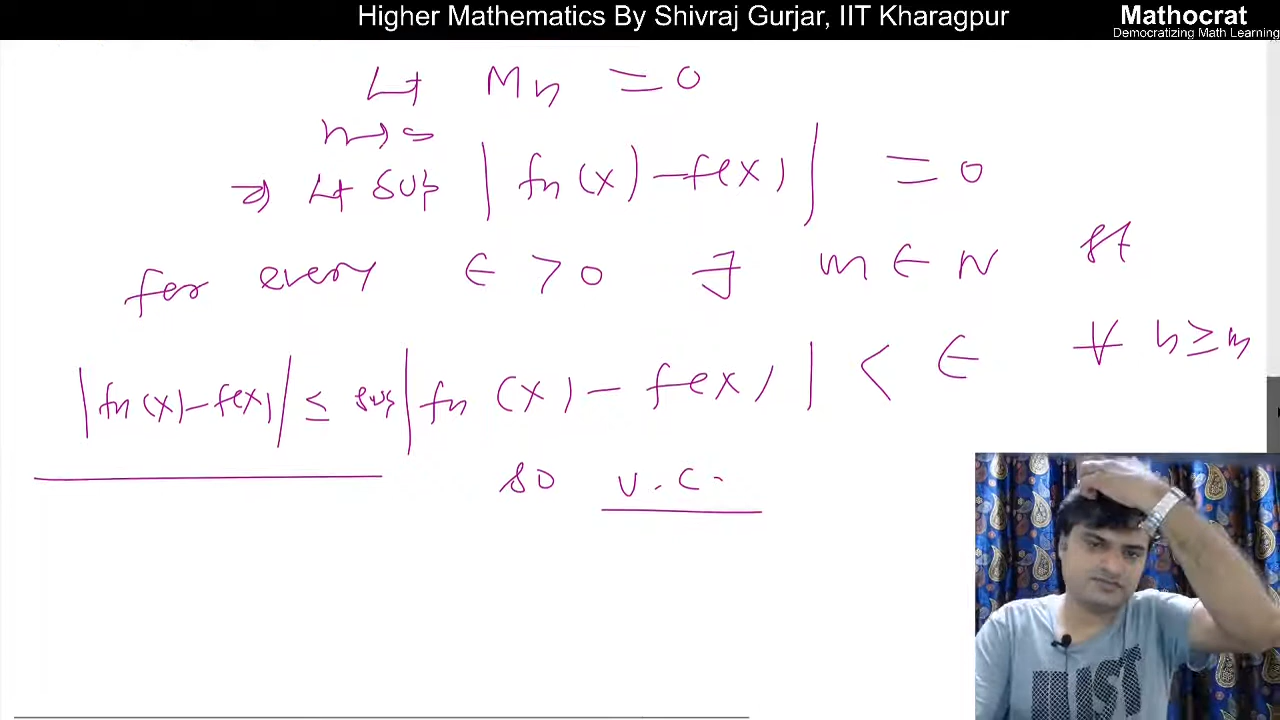 Higher Mathematics By Shivraj Gurjar, IIT Kharagpur
Mathocrat
Democratizing Math Learning
Lt Mn = 0
n→∞
⇒ Lt sup |fn(x) – f(x)| = 0
for every ∈ > 0 ∃ m ∈ N st
|fn(x) – f(x)| ≤ sup |fn(x) – f(x)| < ∈ ∀ n ≥ m
so U.C.
JUST